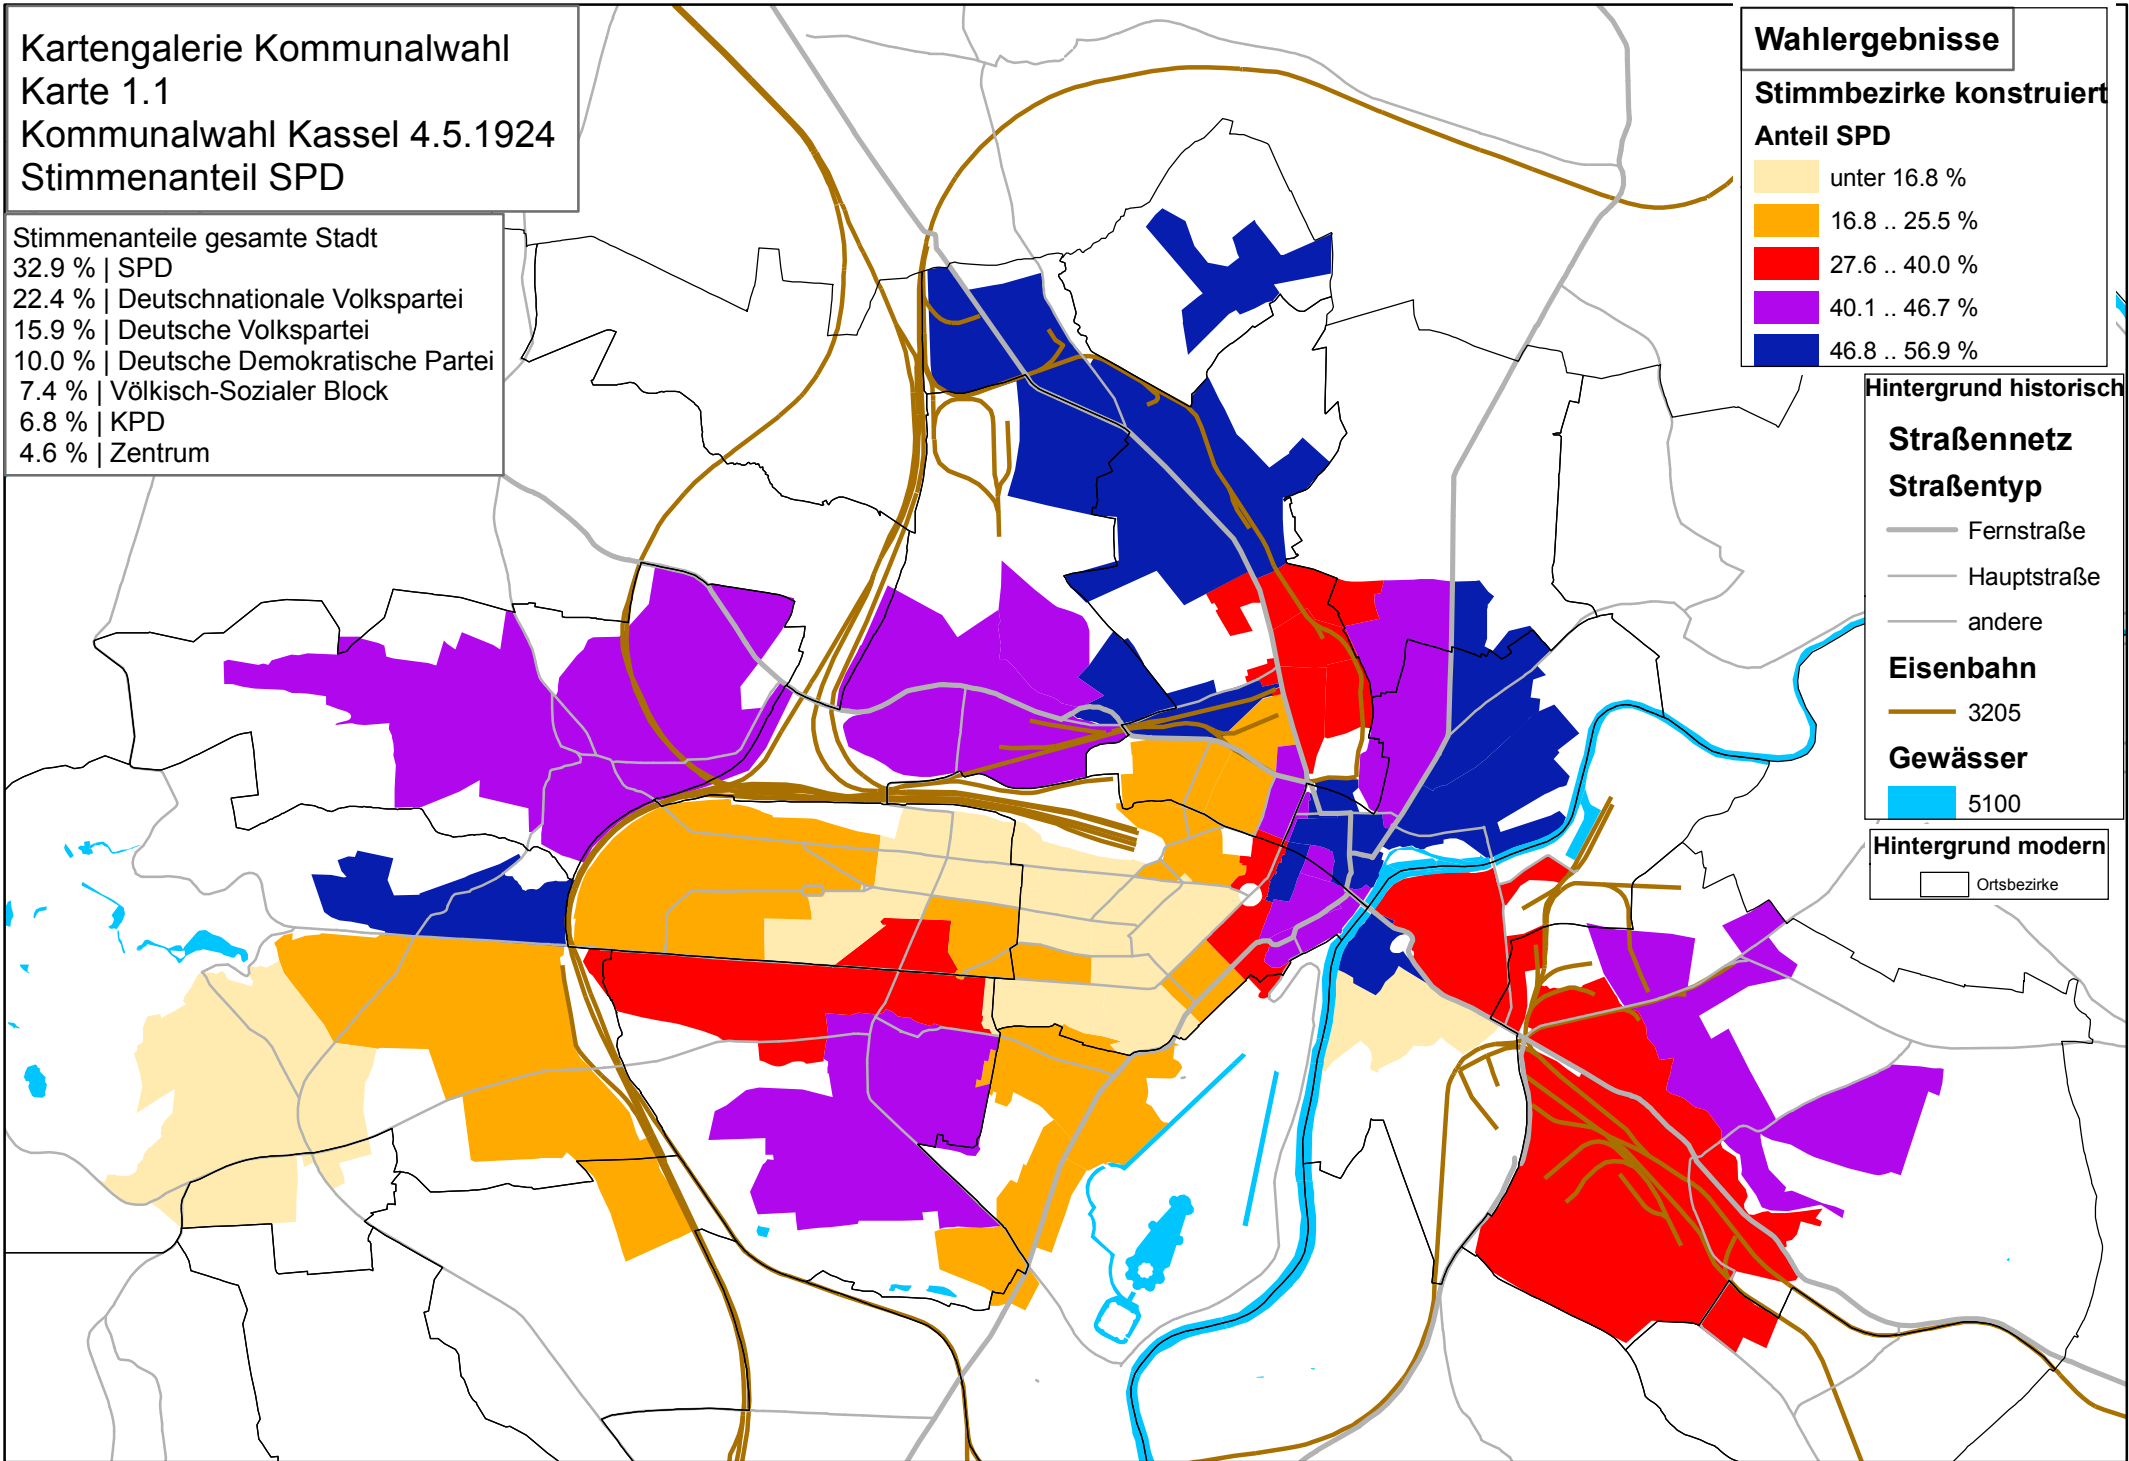 Kartengalerie Kommunalwahl
Karte 1.1
Kommunalwahl Kassel 4.5.1924
Stimmenanteil SPD
Stimmenanteile gesamte Stadt
32.9 % | SPD
22.4 % | Deutschnationale Volkspartei
15.9 % | Deutsche Volkspartei
10.0 % | Deutsche Demokratische Partei
7.4 % | Völkisch-Sozialer Block
6.8 % | KPD
4.6 % | Zentrum
Wahlergebnisse
Stimmbezirke konstruiert
Anteil SPD
unter 16.8 %
16.8 .. 25.5 %
27.6 .. 40.0 %
40.1 .. 46.7 %
46.8 .. 56.9 %
Hintergrund historisch
Straßennetz
Straßentyp
Fernstraße
Hauptstraße
andere
Eisenbahn
3205
Gewässer
5100
Hintergrund modern
Ortsbezirke